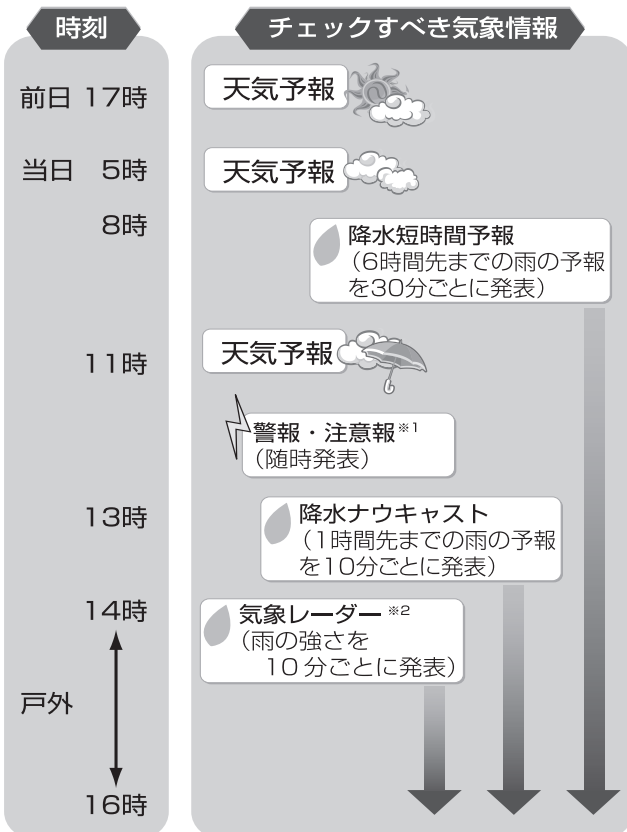 時刻
チェックすべき気象情報
前日 17時
天気予報
当日 5時
天気予報
8時
降水短時間予報
（6時間先までの雨の予報
を30分ごとに発表）
11時
天気予報
警報・注意報※1
（随時発表）
13時
降水ナウキャスト
（1時間先までの雨の予報
を10分ごとに発表）
14時
気象レーダー※2
（雨の強さを
10分ごとに発表）
戸外
16時